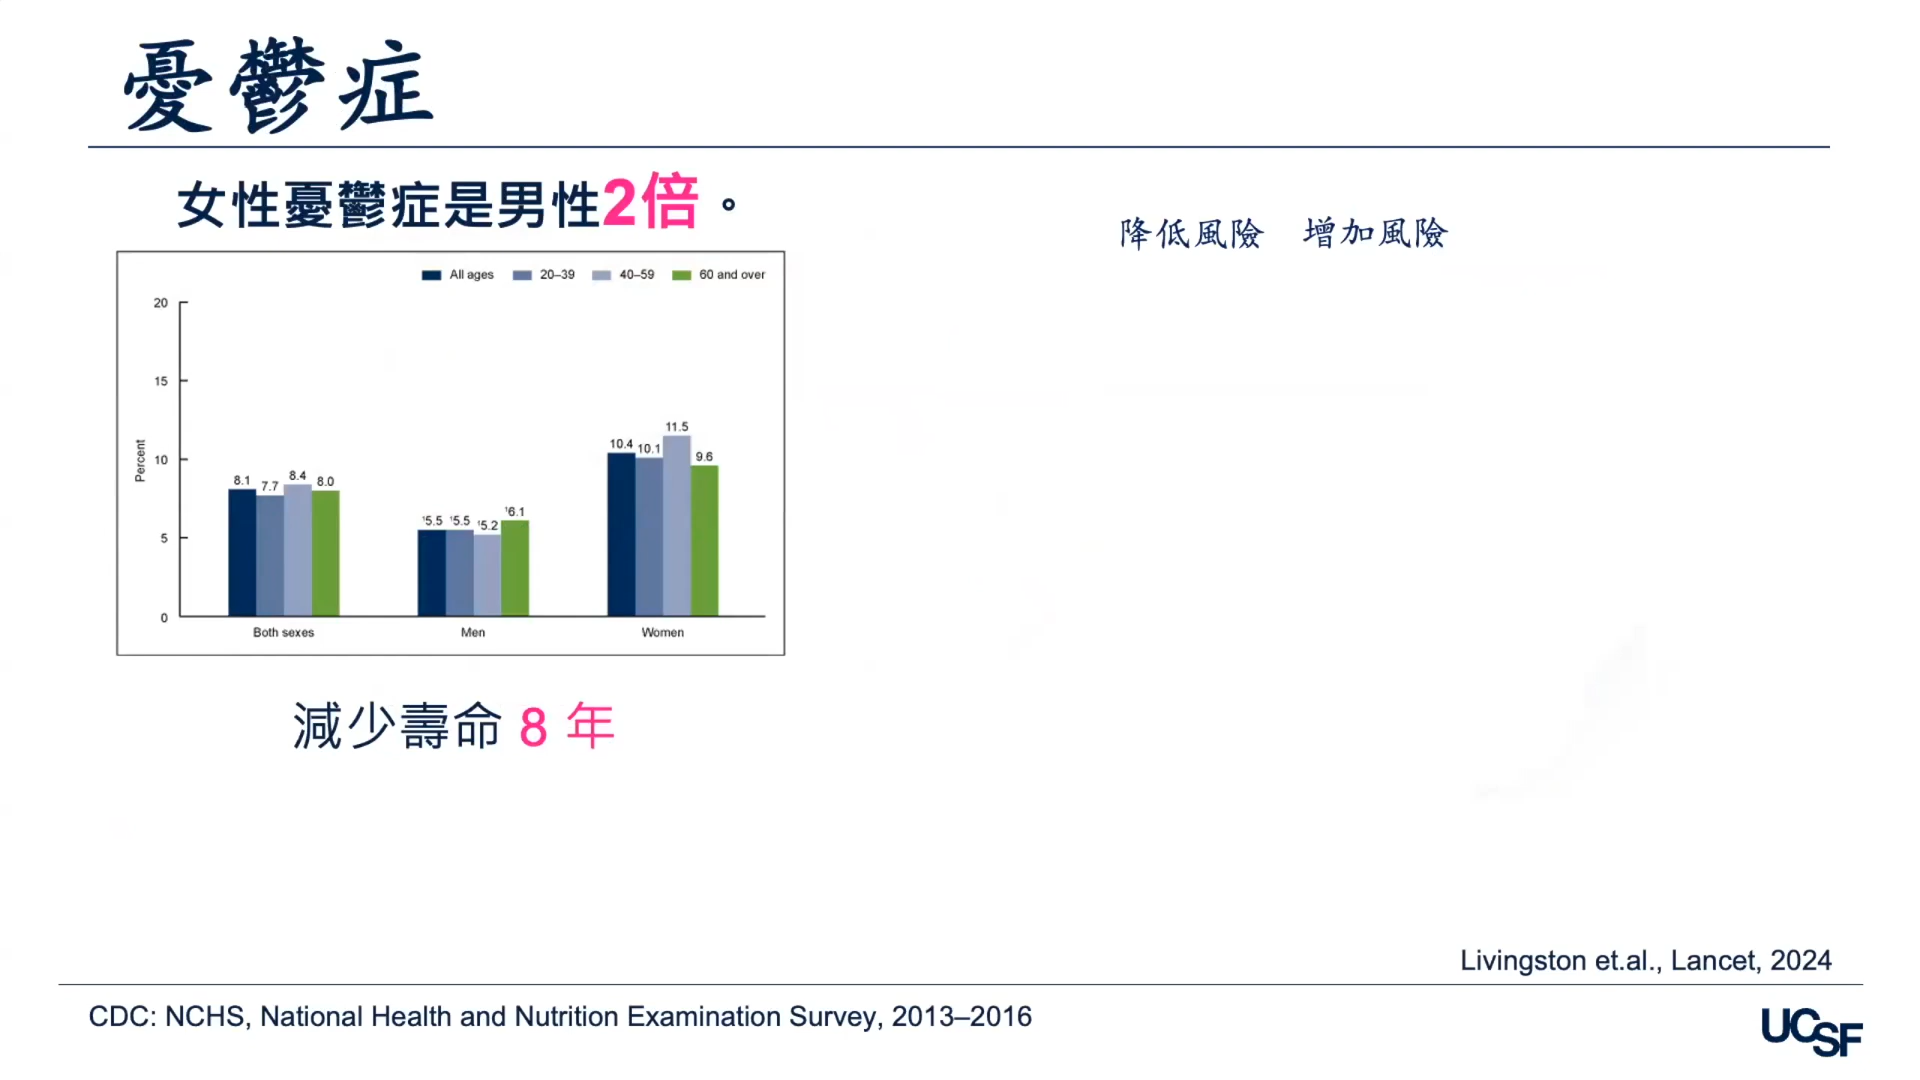 憂鬱症
女性憂鬱症是男性2倍。
All ages 20–39 40–59 60 and over
20
15
10
5
0
Percent
8.1 7.7 8.4 8.0
¹5.5 ¹5.5 ¹5.2 ¹6.1
10.4 10.1 11.5 9.6
Both sexes Men Women
減少壽命 8 年
降低風險 增加風險
Livingston et.al., Lancet, 2024
CDC: NCHS, National Health and Nutrition Examination Survey, 2013–2016
UCSF